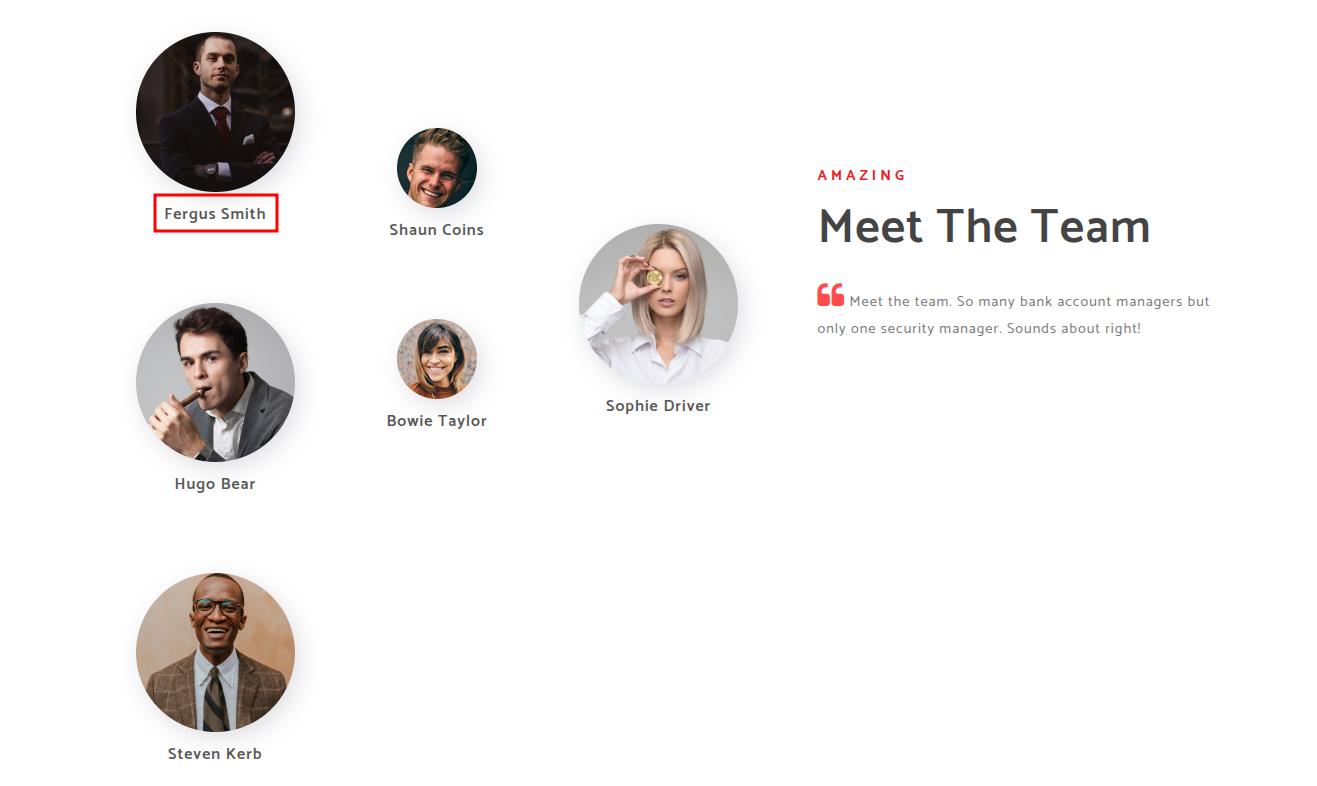 Fergus Smith
Shaun Coins
Hugo Bear
Bowie Taylor
Sophie Driver
Steven Kerb
AMAZING
Meet The Team
Meet the team. So many bank account managers but
only one security manager. Sounds about right!